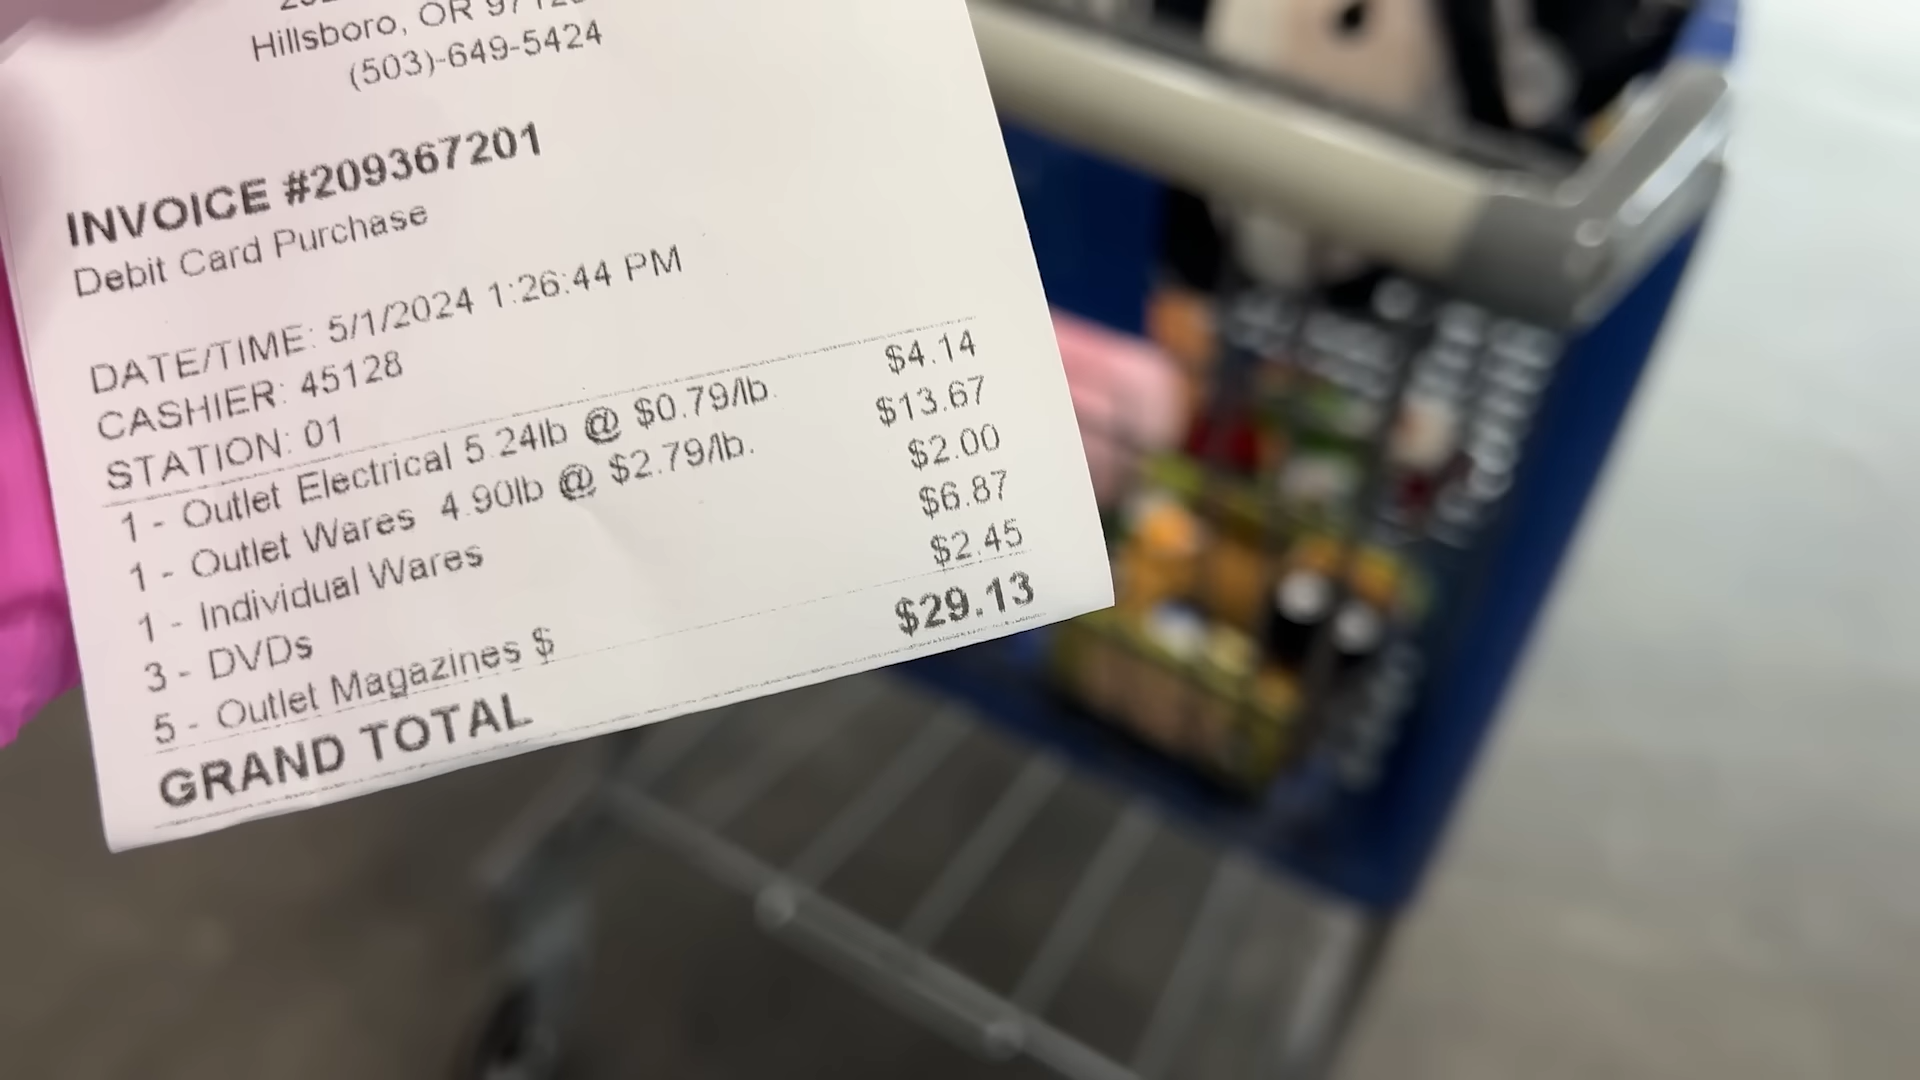 Hillsboro, OR
(503)-649-5424
INVOICE #209367201
Debit Card Purchase
DATE/TIME: 5/1/2024 1:26:44 PM
CASHIER: 45128
STATION: 01
1 - Outlet Electrical 5.24lb @ $0.79/lb. $4.14
1 - Outlet Wares 4.90lb @ $2.79/lb. $13.67
1 - Individual Wares $2.00
3 - DVDs $6.87
5 - Outlet Magazines $ $2.45
GRAND TOTAL $29.13